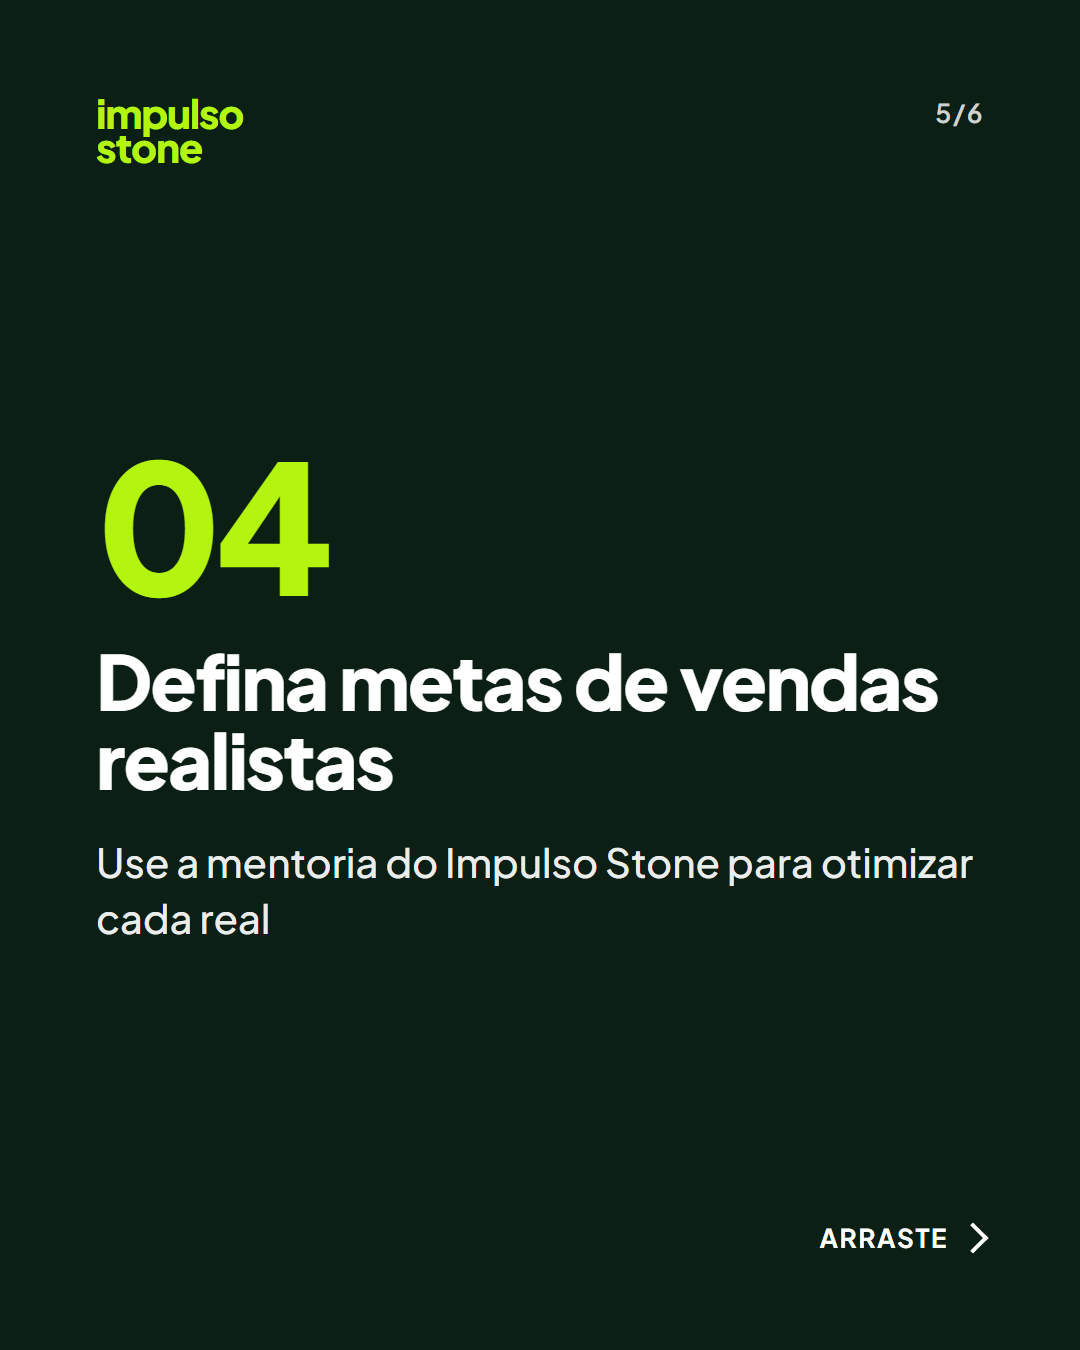 impulso
stone
5/6
04
Defina metas de vendas
realistas
Use a mentoria do Impulso Stone para otimizar
cada real
ARRASTE